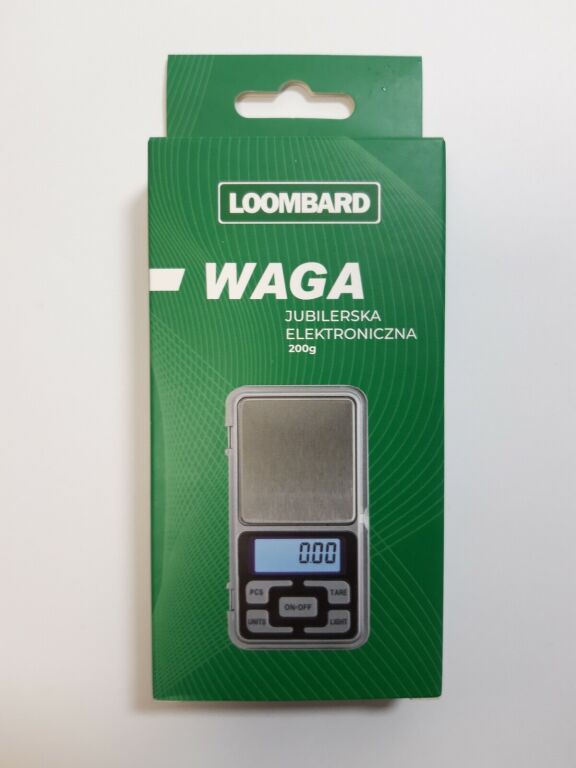 LOOMBARD
WAGA
JUBILERSKA
ELEKTRONICZNA
200g
0.00
PCS
TARE
ON-OFF
UNITS
LIGHT